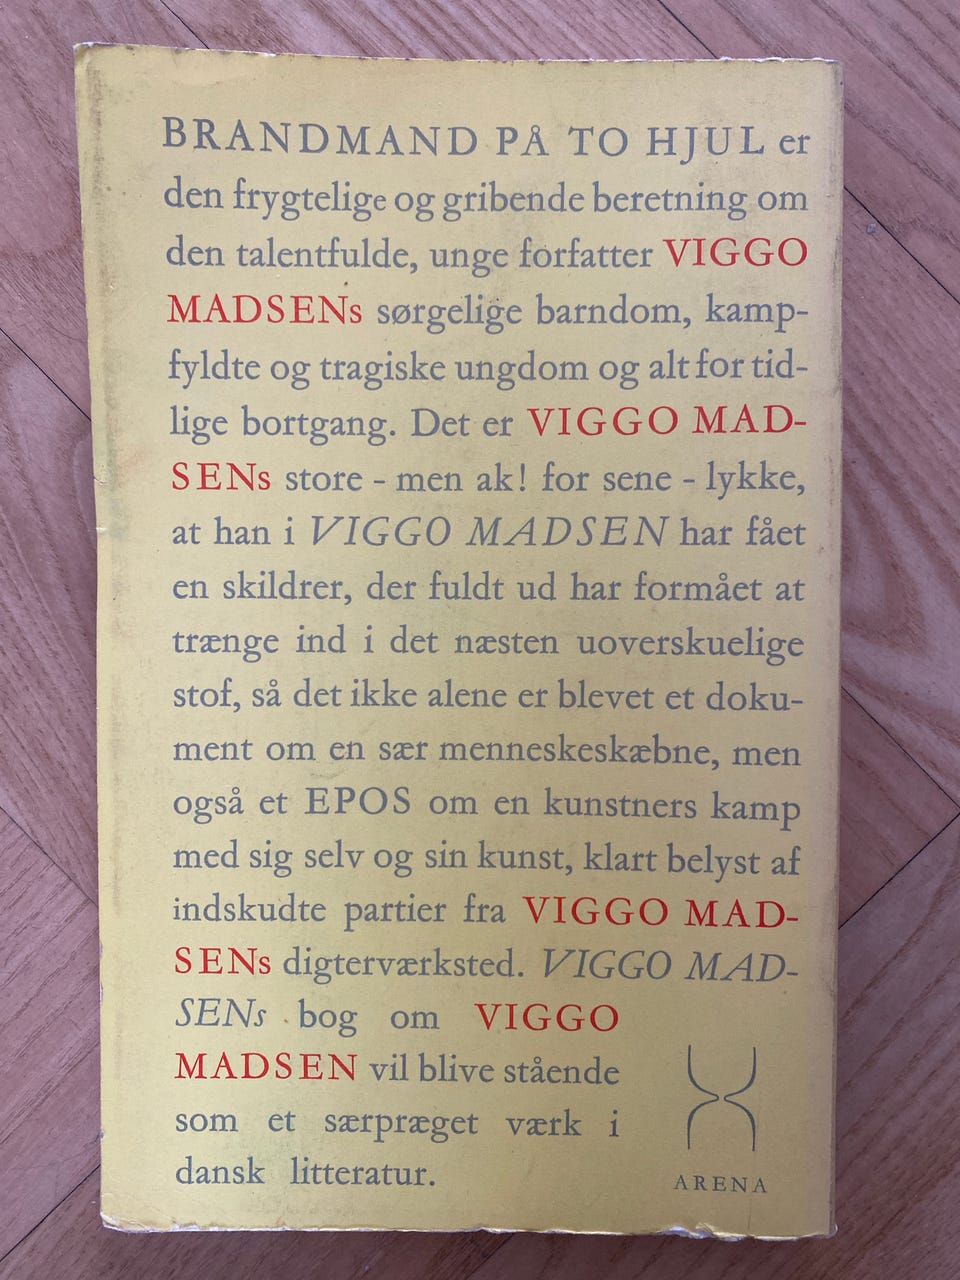 BRANDMAND PÅ TO HJUL er
den frygtelige og gribende beretning om
den talentfulde, unge forfatter VIGGO
MADSENs sørgelige barndom, kamp-
fyldte og tragiske ungdom og alt for tid-
lige bortgang. Det er VIGGO MAD-
SENs store - men ak! for sene - lykke,
at han i VIGGO MADSEN har fået
en skildrer, der fuldt ud har formået at
trænge ind i det næsten uoverskuelige
stof, så det ikke alene er blevet et doku-
ment om en sær menneskeskæbne, men
også et EPOS om en kunstners kamp
med sig selv og sin kunst, klart belyst af
indskudte partier fra VIGGO MAD-
SENs digterværksted. VIGGO MAD-
SENs bog om VIGGO
MADSEN vil blive stående
som et særpræget værk i
dansk litteratur.
ARENA